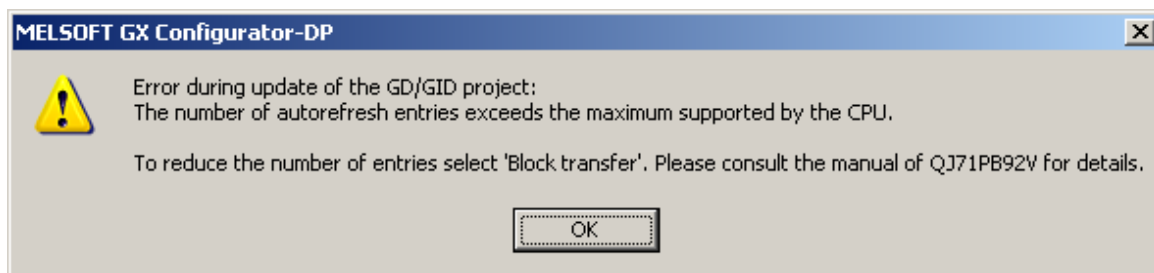 MELSOFT GX Configurator-DP
Error during update of the GD/GID project:
The number of autorefresh entries exceeds the maximum supported by the CPU.
To reduce the number of entries select 'Block transfer'. Please consult the manual of QJ71PB92V for details.
OK